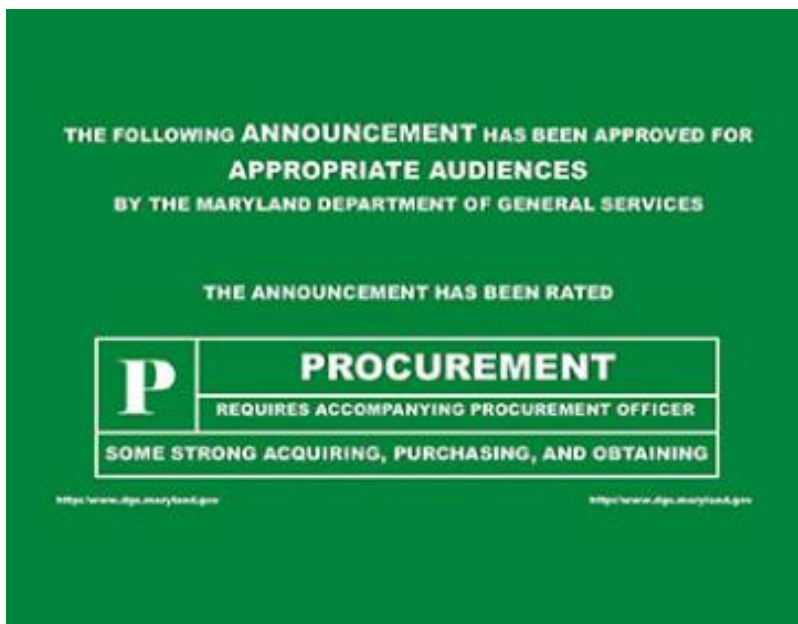 THE FOLLOWING ANNOUNCEMENT HAS BEEN APPROVED FOR
APPROPRIATE AUDIENCES
BY THE MARYLAND DEPARTMENT OF GENERAL SERVICES
THE ANNOUNCEMENT HAS BEEN RATED
P
PROCUREMENT
REQUIRES ACCOMPANYING PROCUREMENT OFFICER
SOME STRONG ACQUIRING, PURCHASING, AND OBTAINING